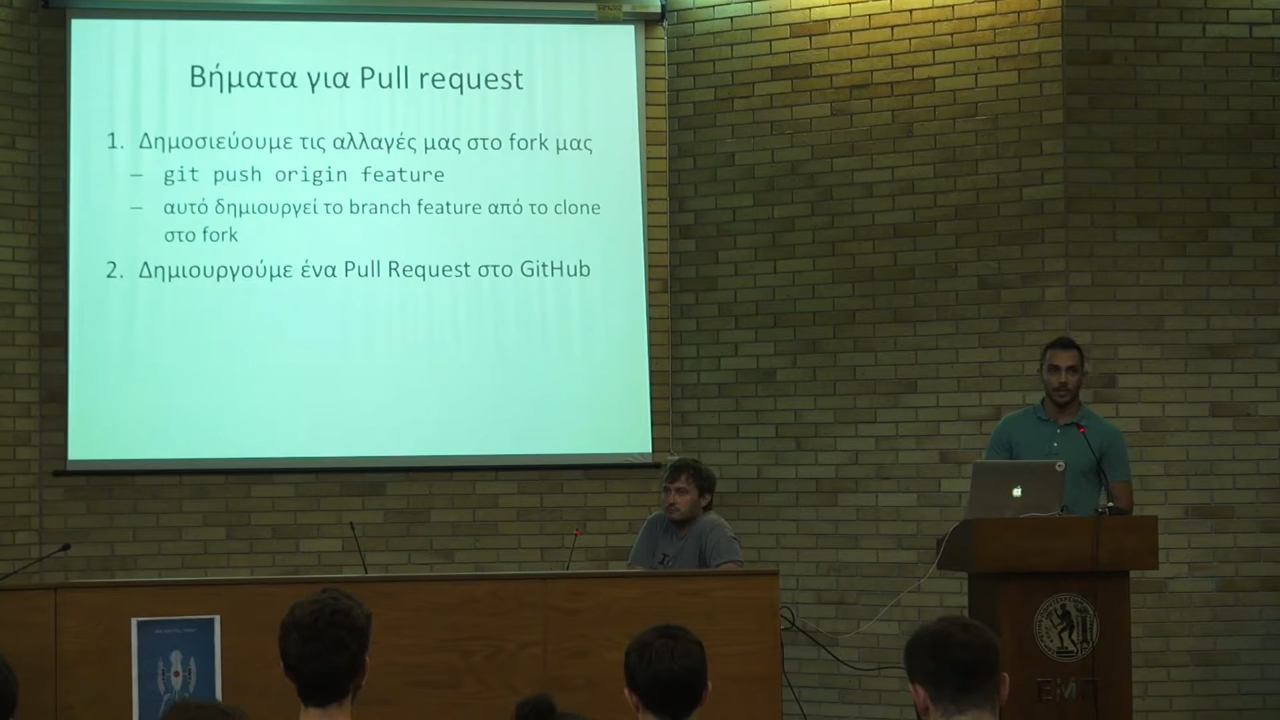 Βήματα για Pull request
1. Δημοσιεύουμε τις αλλαγές μας στο fork μας
– git push origin feature
– αυτό δημιουργεί το branch feature από το clone
στο fork
2. Δημιουργούμε ένα Pull Request στο GitHub
ΕΜΠ